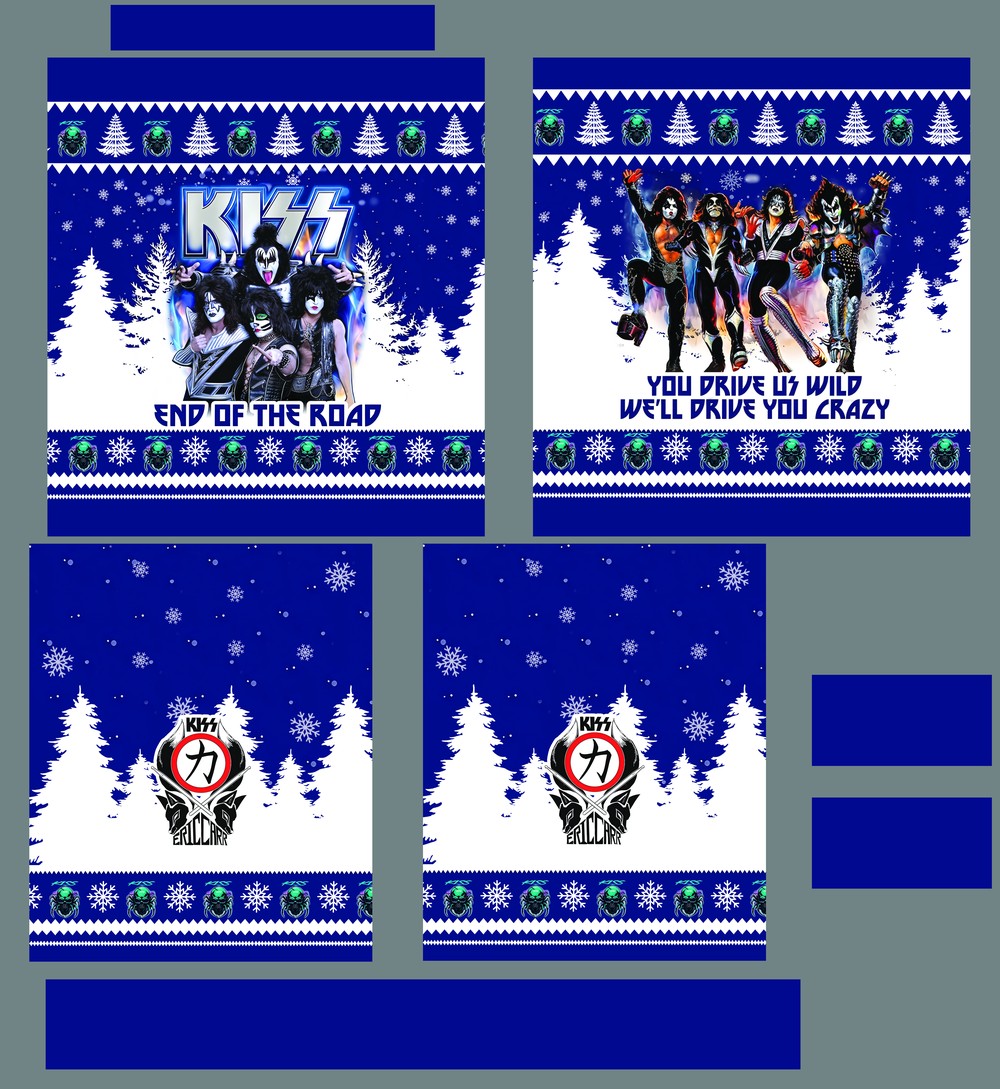 KISS
END OF THE ROAD
YOU DRIVE US WILD
WE'LL DRIVE YOU CRAZY
KISS
力
ERIC CARR
KISS
力
ERIC CARR